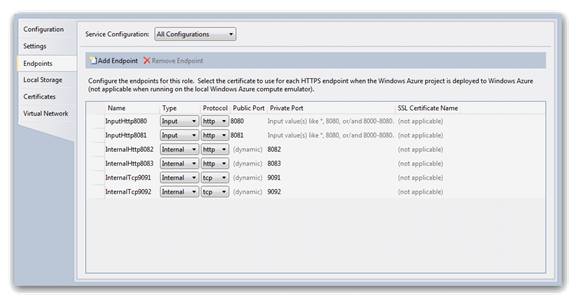 Configuration
Settings
Endpoints
Local Storage
Certificates
Virtual Network
Service Configuration: All Configurations
Add Endpoint Remove Endpoint
Configure the endpoints for this role. Select the certificate to use for each HTTPS endpoint when the Windows Azure project is deployed to Windows Azure
(not applicable when running on the local Windows Azure compute emulator).
Name Type Protocol Public Port Private Port SSL Certificate Name
InputHttp8080 Input http 8080 Input value(s) like *, 8080, or/and 8000-8080. (not applicable)
InputHttp8081 Input http 8081 Input value(s) like *, 8080, or/and 8000-8080. (not applicable)
InternalHttp8082 Internal http (dynamic) 8082 (not applicable)
InternalHttp8083 Internal http (dynamic) 8083 (not applicable)
InternalTcp9091 Internal tcp (dynamic) 9091 (not applicable)
InternalTcp9092 Internal tcp (dynamic) 9092 (not applicable)